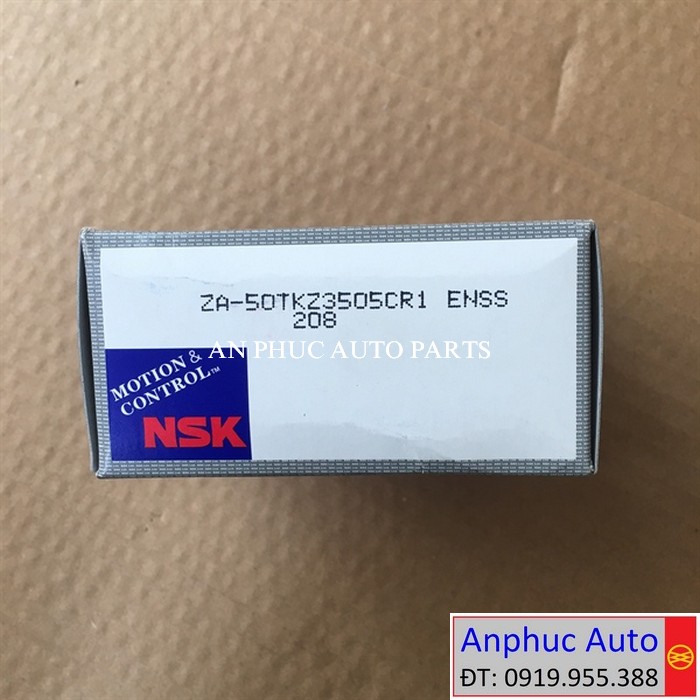 ZA-50TKZ3505CR1 ENSS
208
AN PHUC AUTO PARTS
MOTION &
CONTROL™
NSK
Anphuc Auto
ĐT: 0919.955.388